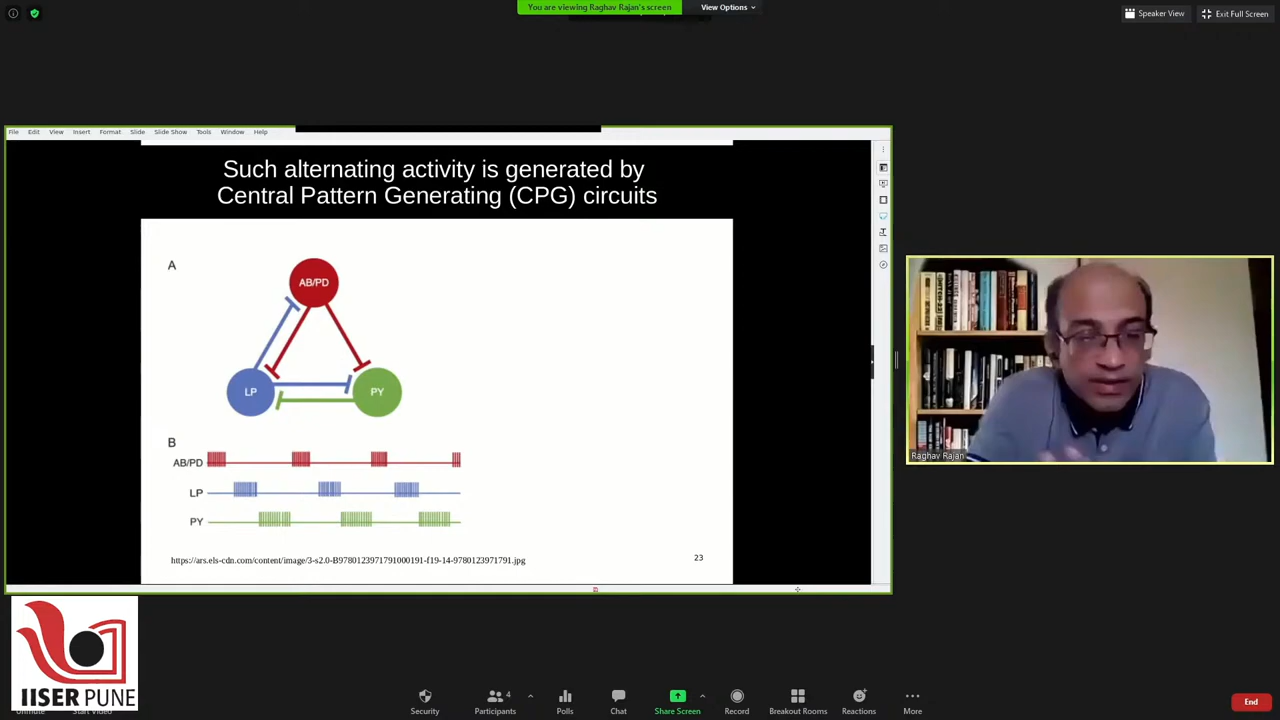 You are viewing Raghav Rajan's screen
View Options
Speaker View
Exit Full Screen
File Edit View Insert Format Slide Slide Show Tools Window Help
Such alternating activity is generated by
Central Pattern Generating (CPG) circuits
A
AB/PD
LP
PY
B
AB/PD
LP
PY
https://ars.els-cdn.com/content/image/3-s2.0-B9780123971791000191-f19-14-9780123971791.jpg
23
Raghav Rajan
IISER PUNE
Security
Participants
4
Polls
Chat
Share Screen
Record
Breakout Rooms
Reactions
More
End